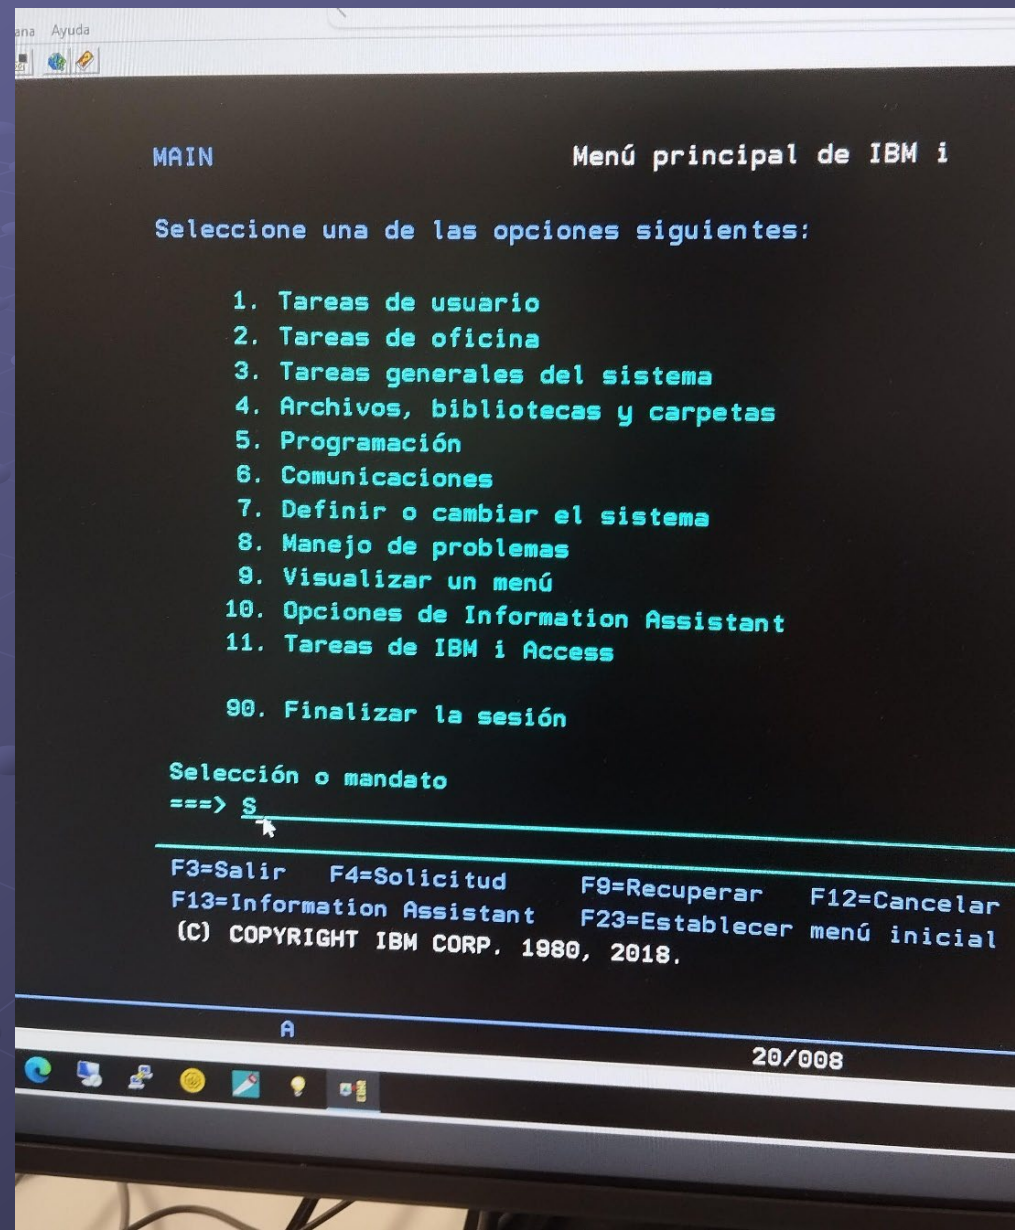 Ayuda
MAIN Menú principal de IBM i
Seleccione una de las opciones siguientes:
1. Tareas de usuario
2. Tareas de oficina
3. Tareas generales del sistema
4. Archivos, bibliotecas y carpetas
5. Programación
6. Comunicaciones
7. Definir o cambiar el sistema
8. Manejo de problemas
9. Visualizar un menú
10. Opciones de Information Assistant
11. Tareas de IBM i Access
90. Finalizar la sesión
Selección o mandato
===> S
F3=Salir F4=Solicitud F9=Recuperar F12=Cancelar
F13=Information Assistant F23=Establecer menú inicial
(C) COPYRIGHT IBM CORP. 1980, 2018.
A 20/008